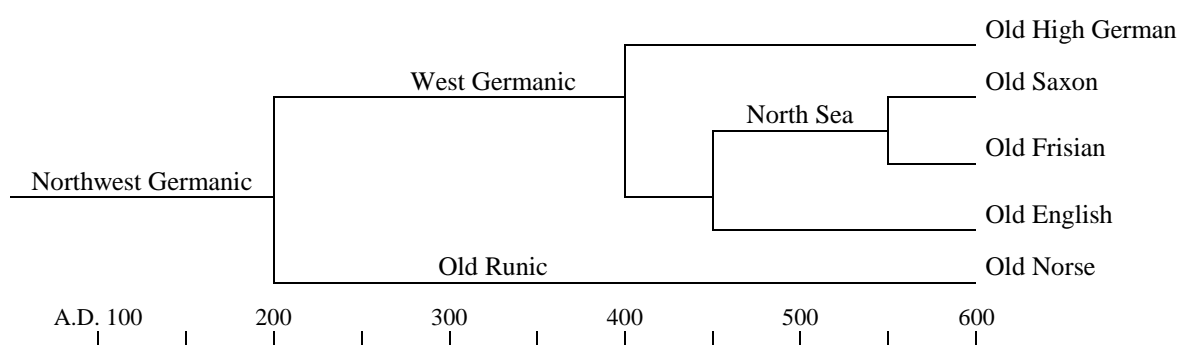 Old High German
West Germanic
Old Saxon
North Sea
Old Frisian
Northwest Germanic
Old English
Old Runic
Old Norse
A.D. 100 200 300 400 500 600